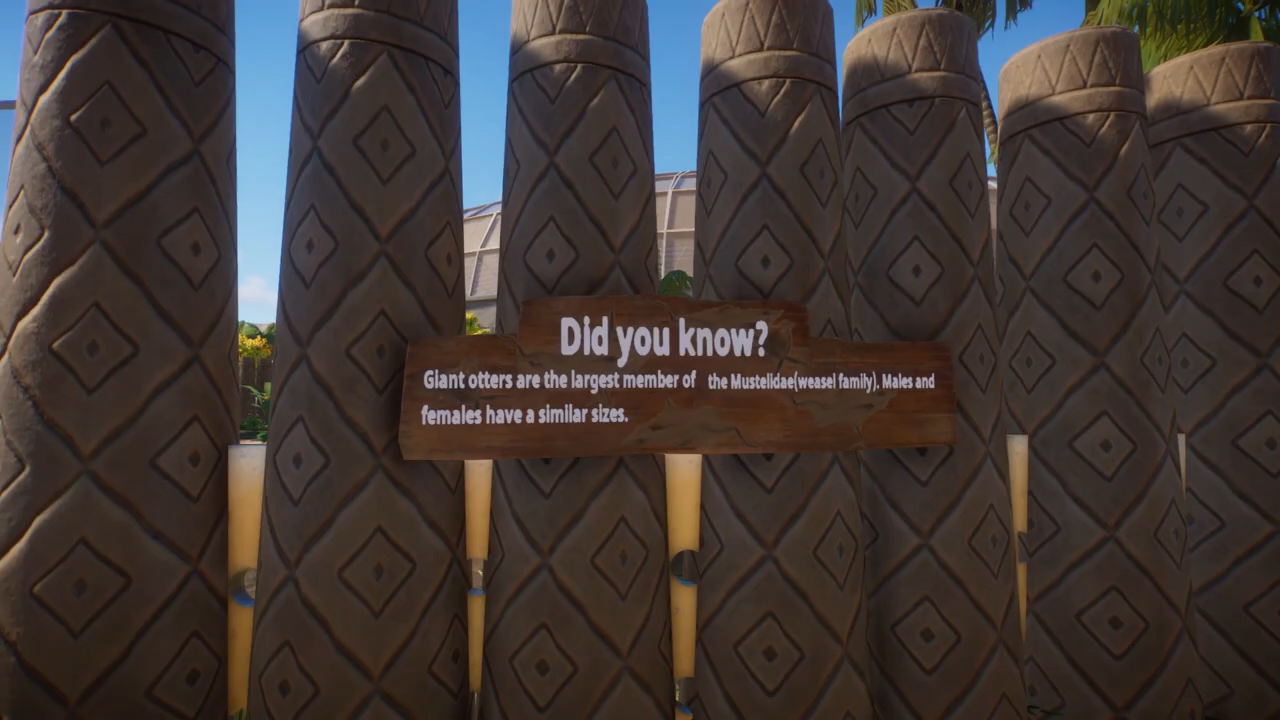 Did you know?
Giant otters are the largest member of the Mustelidae(weasel family). Males and
females have a similar sizes.